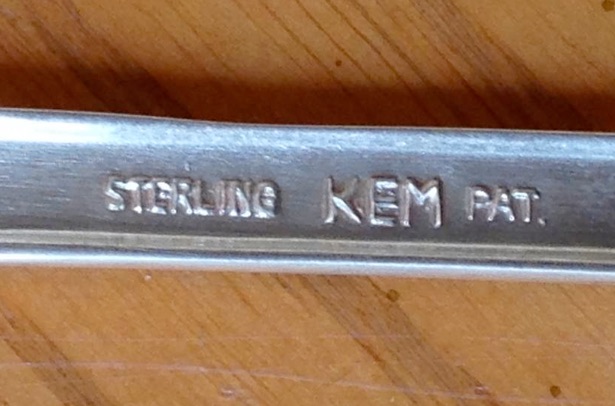 STERLING KEM PAT.